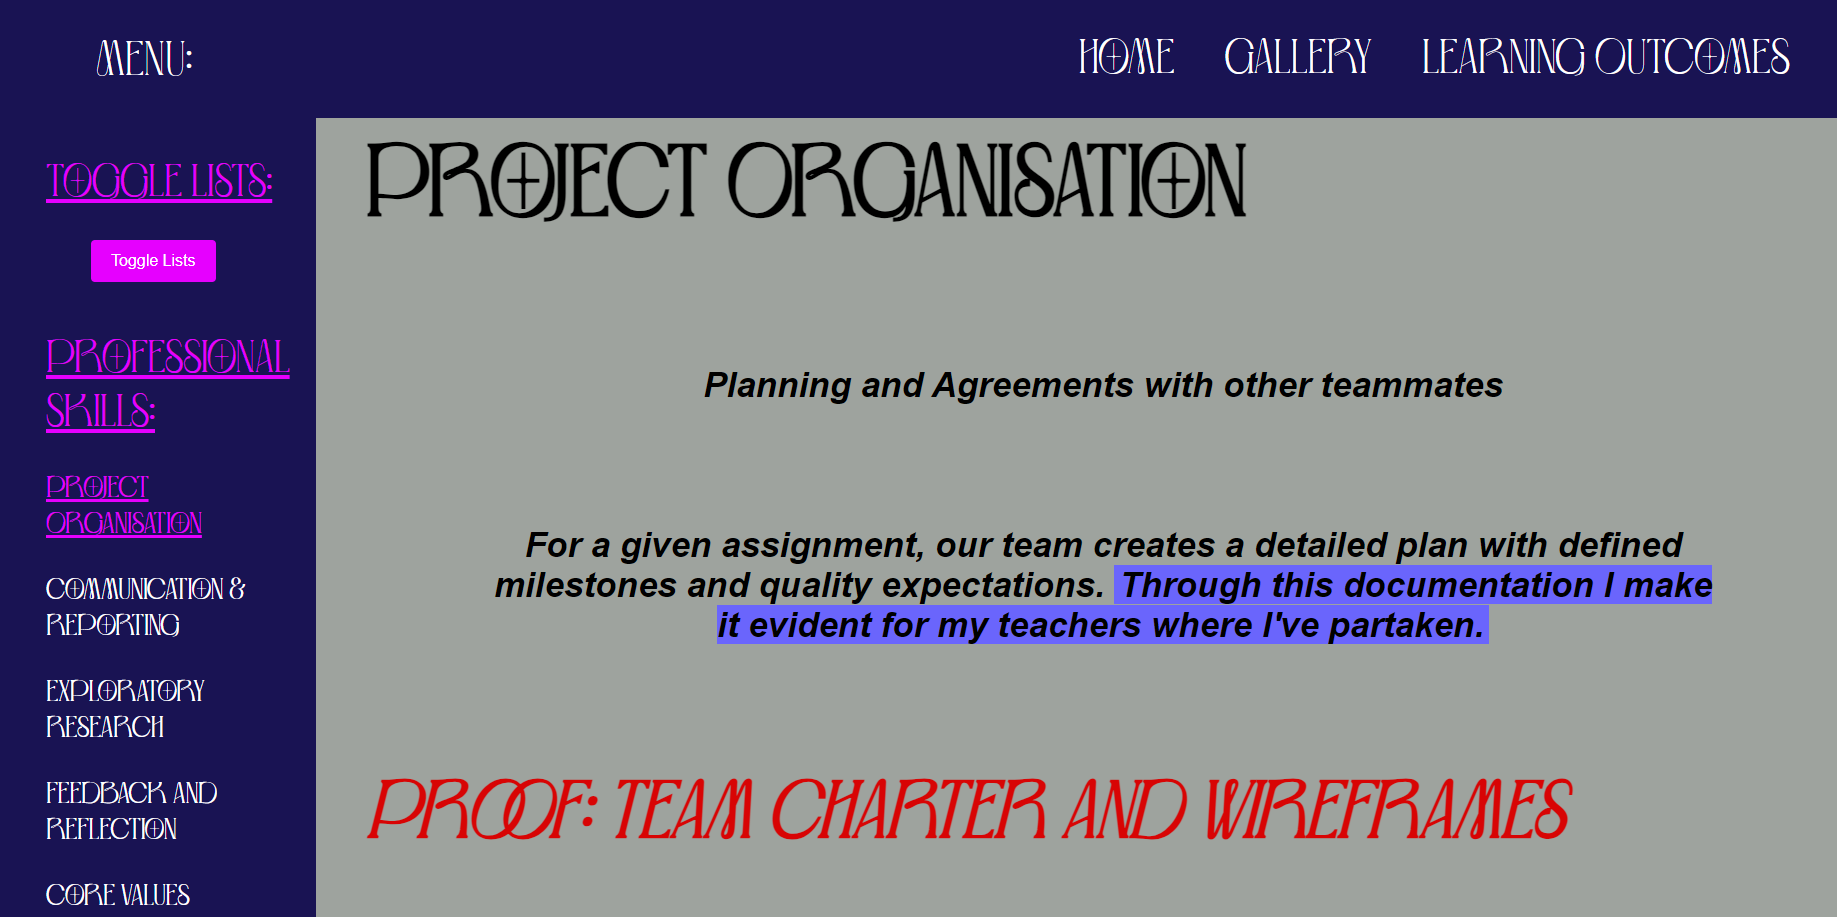 MENU:
HOME GALLERY LEARNING OUTCOMES
TOGGLE LISTS:
Toggle Lists
PROFESSIONAL
SKILLS:
PROJECT
ORGANISATION
COMMUNICATION &
REPORTING
EXPLORATORY
RESEARCH
FEEDBACK AND
REFLECTION
CORE VALUES
PROJECT ORGANISATION
Planning and Agreements with other teammates
For a given assignment, our team creates a detailed plan with defined
milestones and quality expectations. Through this documentation I make
it evident for my teachers where I've partaken.
PROOF: TEAM CHARTER AND WIREFRAMES